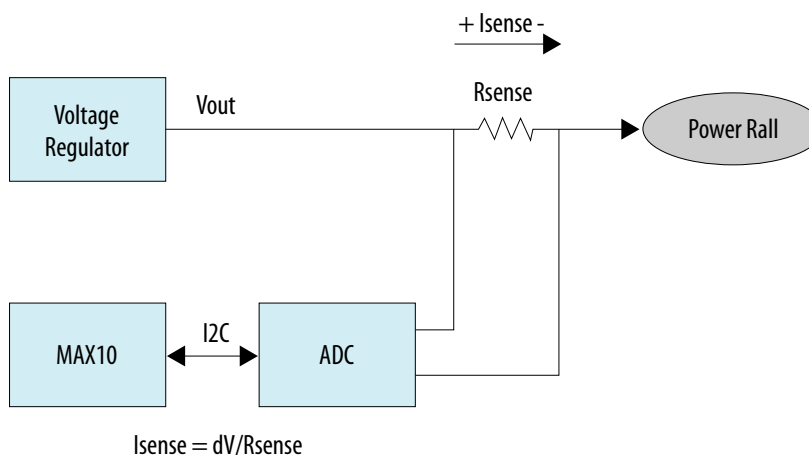 + Isense -
Rsense
Vout
Voltage
Regulator
Power Rall
I2C
MAX10
ADC
Isense = dV/Rsense